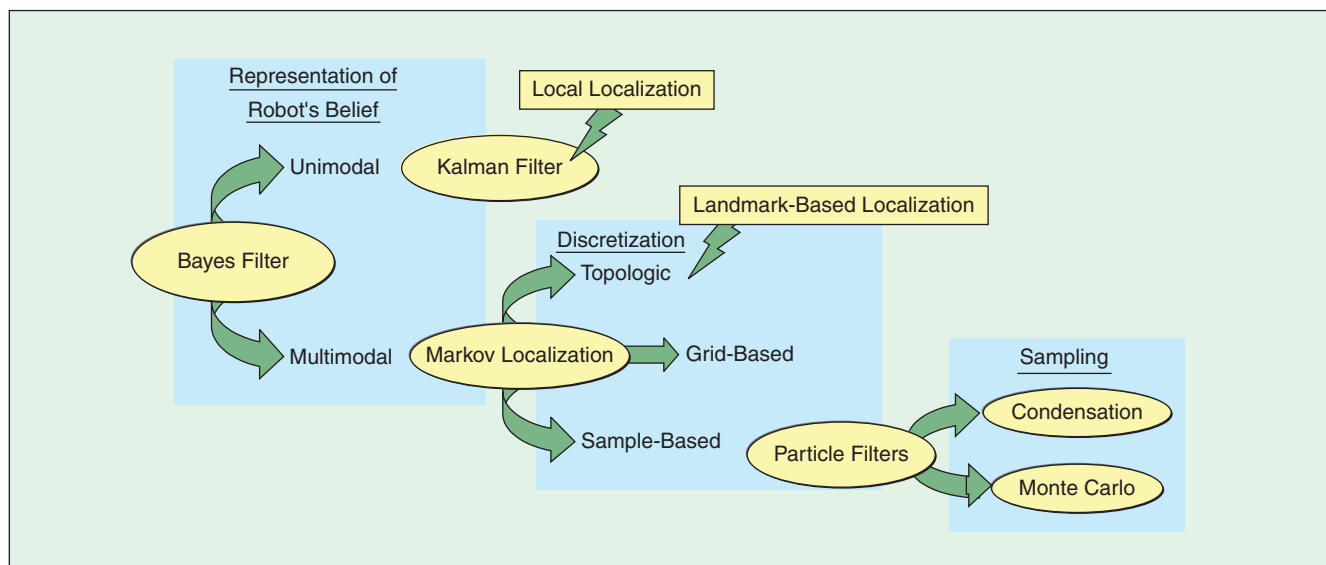 Representation of
Robot's Belief
Local Localization
Unimodal
Kalman Filter
Landmark-Based Localization
Discretization
Bayes Filter
Topologic
Multimodal
Markov Localization
Grid-Based
Sampling
Condensation
Sample-Based
Particle Filters
Monte Carlo